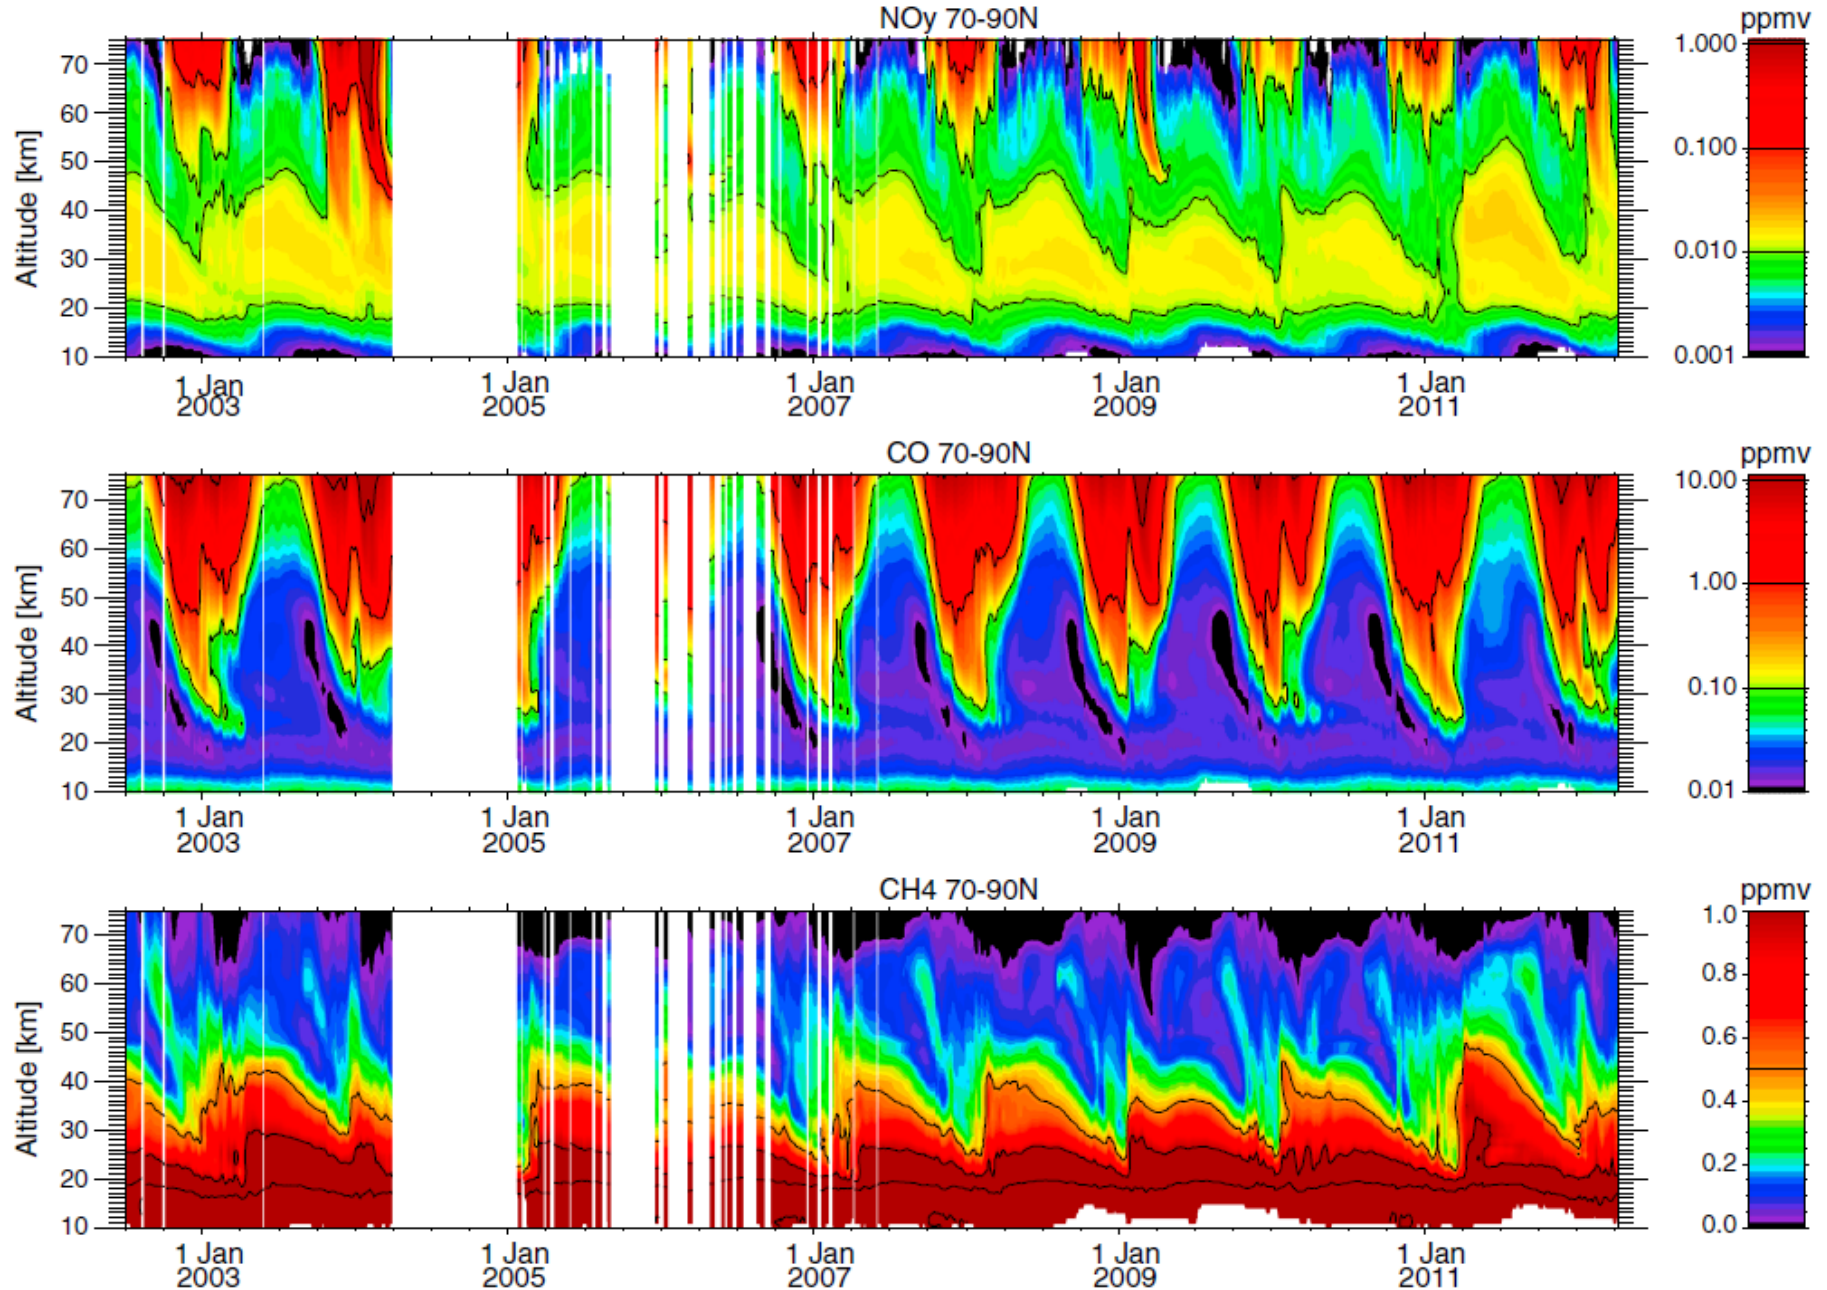 NOy 70-90N
ppmv
Altitude [km]
70
60
50
40
30
20
10
1 Jan 2003
1 Jan 2005
1 Jan 2007
1 Jan 2009
1 Jan 2011
1.000
0.100
0.010
0.001
CO 70-90N
ppmv
Altitude [km]
70
60
50
40
30
20
10
1 Jan 2003
1 Jan 2005
1 Jan 2007
1 Jan 2009
1 Jan 2011
10.00
1.00
0.10
0.01
CH4 70-90N
ppmv
Altitude [km]
70
60
50
40
30
20
10
1 Jan 2003
1 Jan 2005
1 Jan 2007
1 Jan 2009
1 Jan 2011
1.0
0.8
0.6
0.4
0.2
0.0